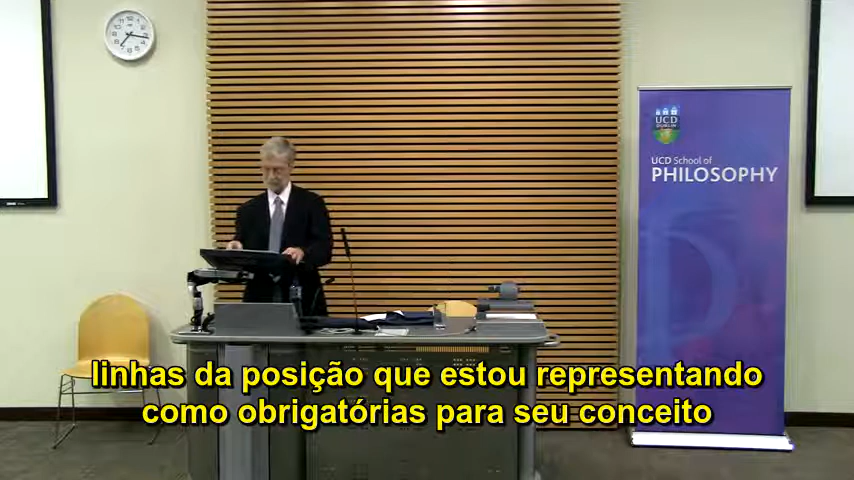 UCD
DUBLIN
UCD School of
PHILOSOPHY
linhas da posição que estou representando
como obrigatórias para seu conceito